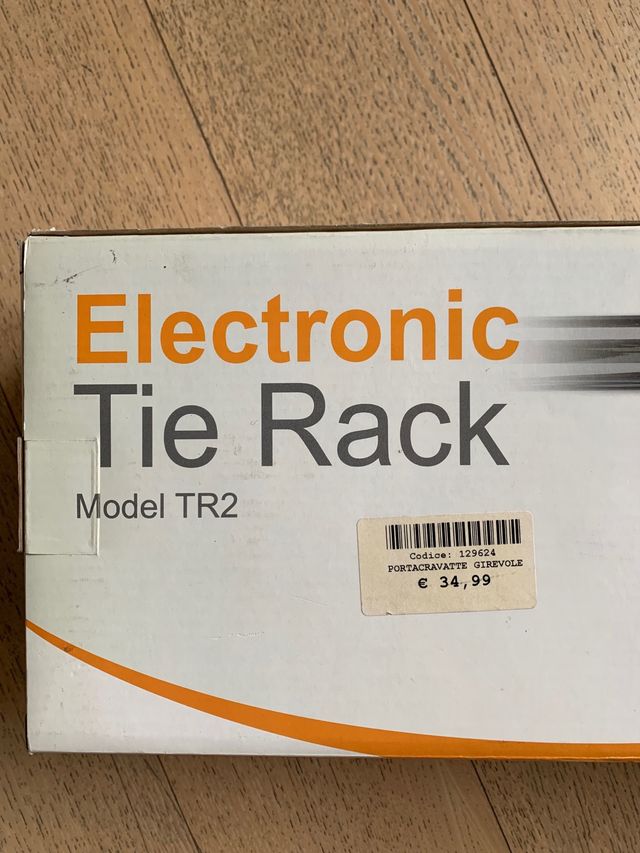 Electronic
Tie Rack
Model TR2
Codice: 129624
PORTACRAVATTE GIREVOLE
€ 34,99